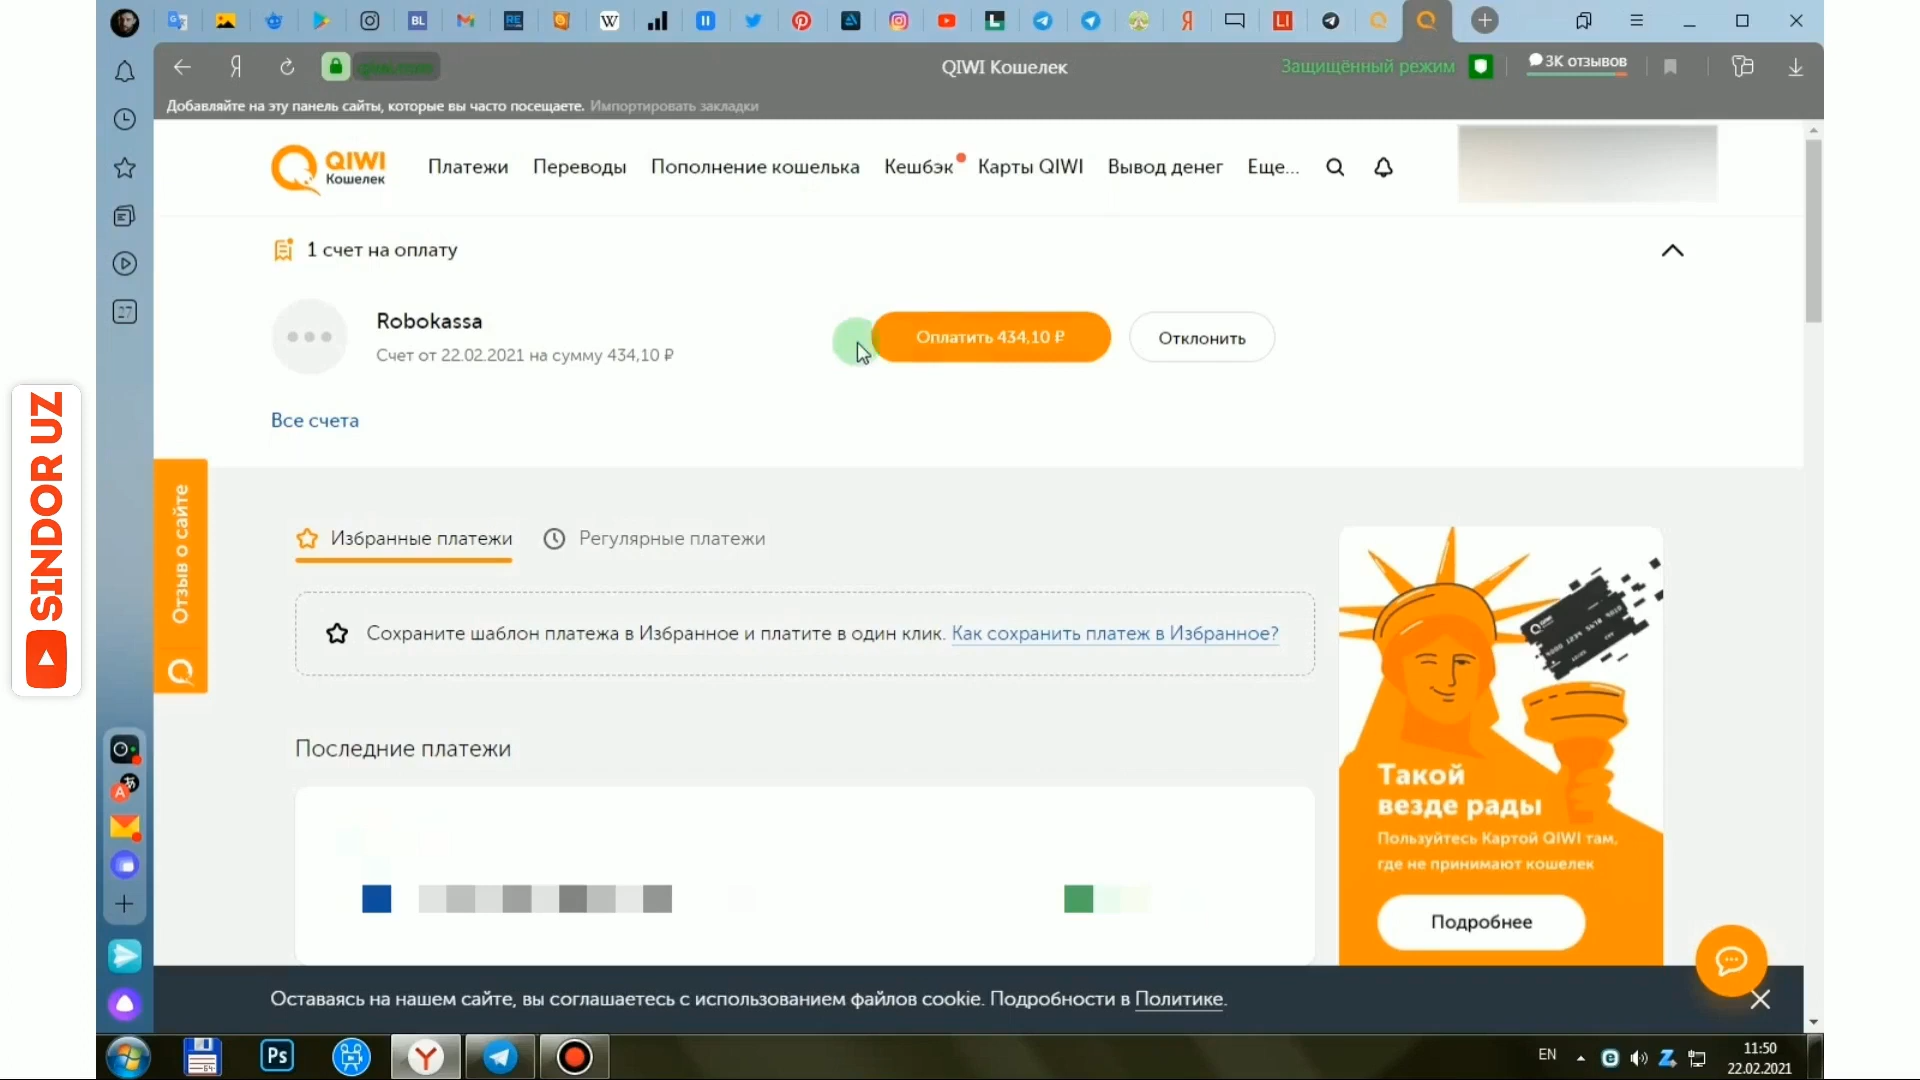 BL
RE
W
Я
LI
Я
QIWI Кошелек
Защищённый режим
3К отзывов
Добавляйте на эту панель сайты, которые вы часто посещаете. Импортировать закладки
QIWI
Кошелек
Платежи
Переводы
Пополнение кошелька
Кешбэк
Карты QIWI
Вывод денег
Еще...
1 счет на оплату
Robokassa
Счет от 22.02.2021 на сумму 434,10 ₽
Оплатить 434,10 ₽
Отклонить
Все счета
SINDOR UZ
Отзыв о сайте
Избранные платежи
Регулярные платежи
Сохраните шаблон платежа в Избранное и платите в один клик. Как сохранить платеж в Избранное?
Последние платежи
Такой
везде рады
Пользуйтесь Картой QIWI там,
где не принимают кошелек
Подробнее
Оставаясь на нашем сайте, вы соглашаетесь с использованием файлов cookie. Подробности в Политике.
Ps
EN
11:50
22.02.2021